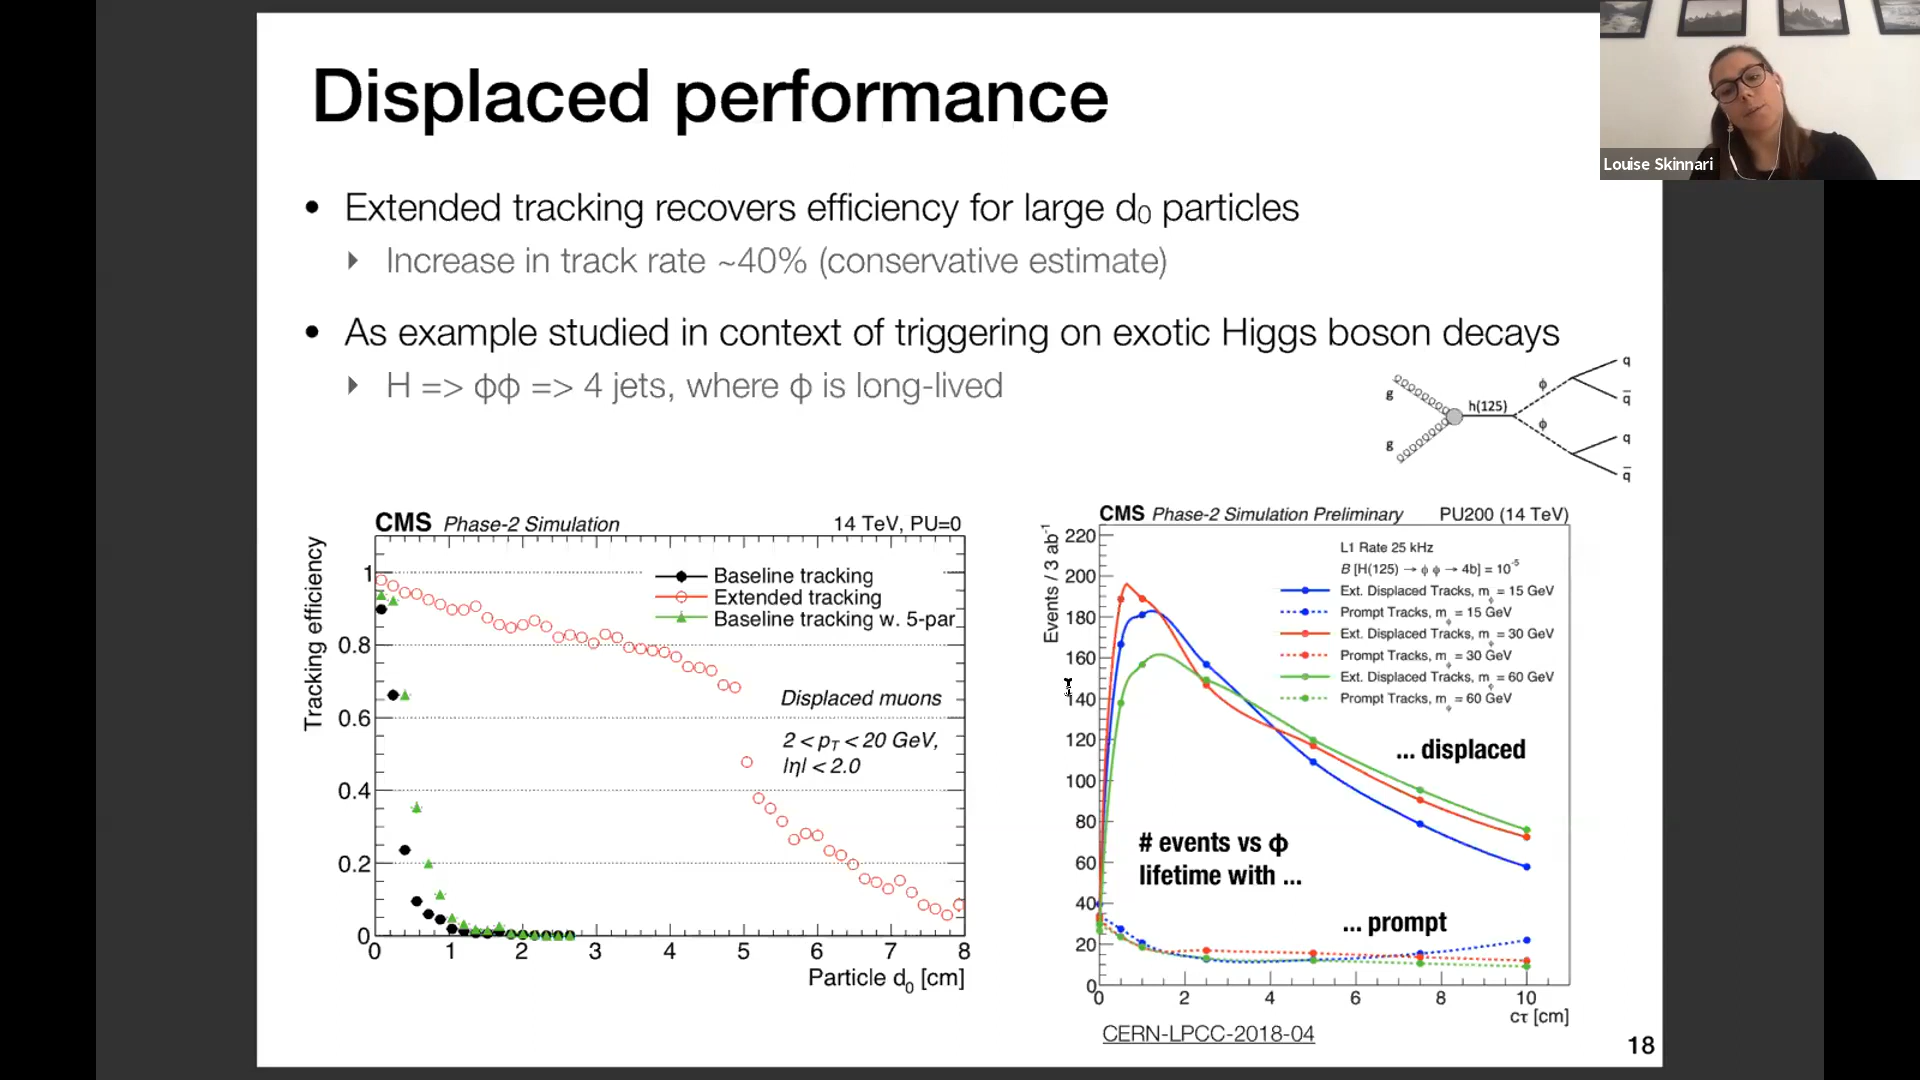 Displaced performance
Louise Skinnari
• Extended tracking recovers efficiency for large d₀ particles
‣ Increase in track rate ~40% (conservative estimate)
• As example studied in context of triggering on exotic Higgs boson decays
‣ H => ϕϕ => 4 jets, where ϕ is long-lived
g
g
h(125)
ϕ
ϕ
q
q̅
q
q̅
CMS Phase-2 Simulation 14 TeV, PU=0
Tracking efficiency
1
0.8
0.6
0.4
0.2
0
Baseline tracking
Extended tracking
Baseline tracking w. 5-par
Displaced muons
2 < pT < 20 GeV,
|η| < 2.0
0 1 2 3 4 5 6 7 8
Particle d₀ [cm]
CMS Phase-2 Simulation Preliminary PU200 (14 TeV)
Events / 3 ab⁻¹
220
200
180
160
140
120
100
80
60
40
20
0
L1 Rate 25 kHz
B [H(125) → ϕ ϕ → 4b] = 10⁻⁵
Ext. Displaced Tracks, mϕ = 15 GeV
Prompt Tracks, mϕ = 15 GeV
Ext. Displaced Tracks, mϕ = 30 GeV
Prompt Tracks, mϕ = 30 GeV
Ext. Displaced Tracks, mϕ = 60 GeV
Prompt Tracks, mϕ = 60 GeV
... displaced
# events vs ϕ
lifetime with ...
... prompt
0 2 4 6 8 10
cτ [cm]
CERN-LPCC-2018-04
18